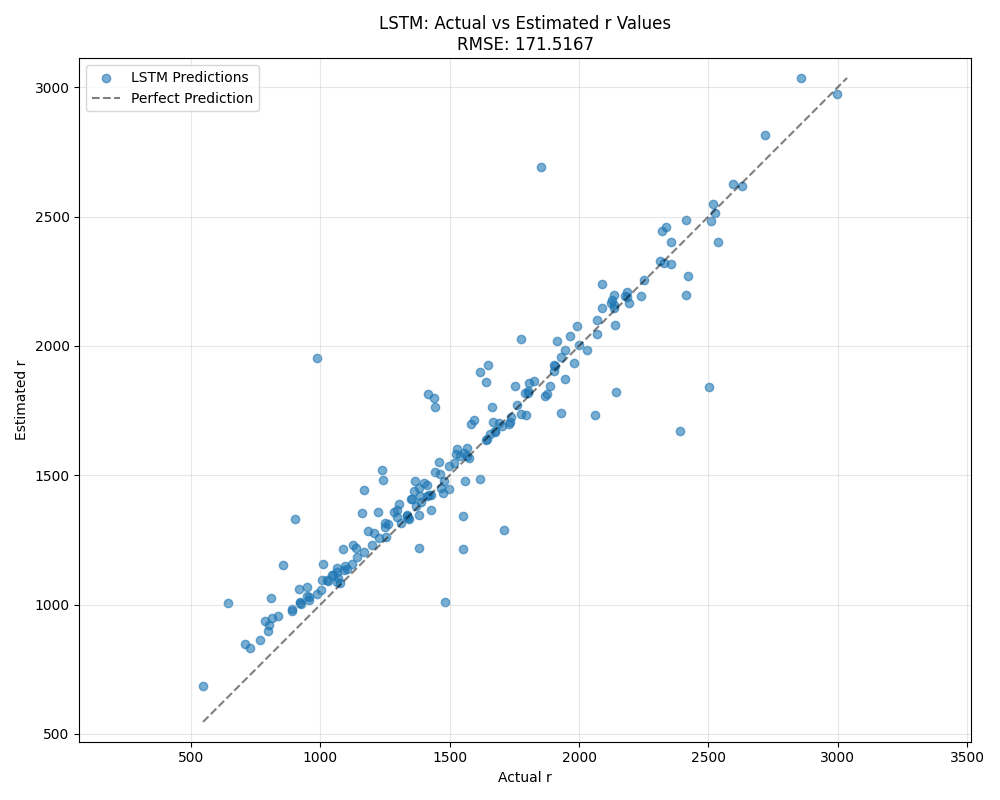 LSTM: Actual vs Estimated r Values
RMSE: 171.5167
LSTM Predictions
Perfect Prediction
3000
2500
2000
1500
1000
500
Estimated r
500 1000 1500 2000 2500 3000 3500
Actual r